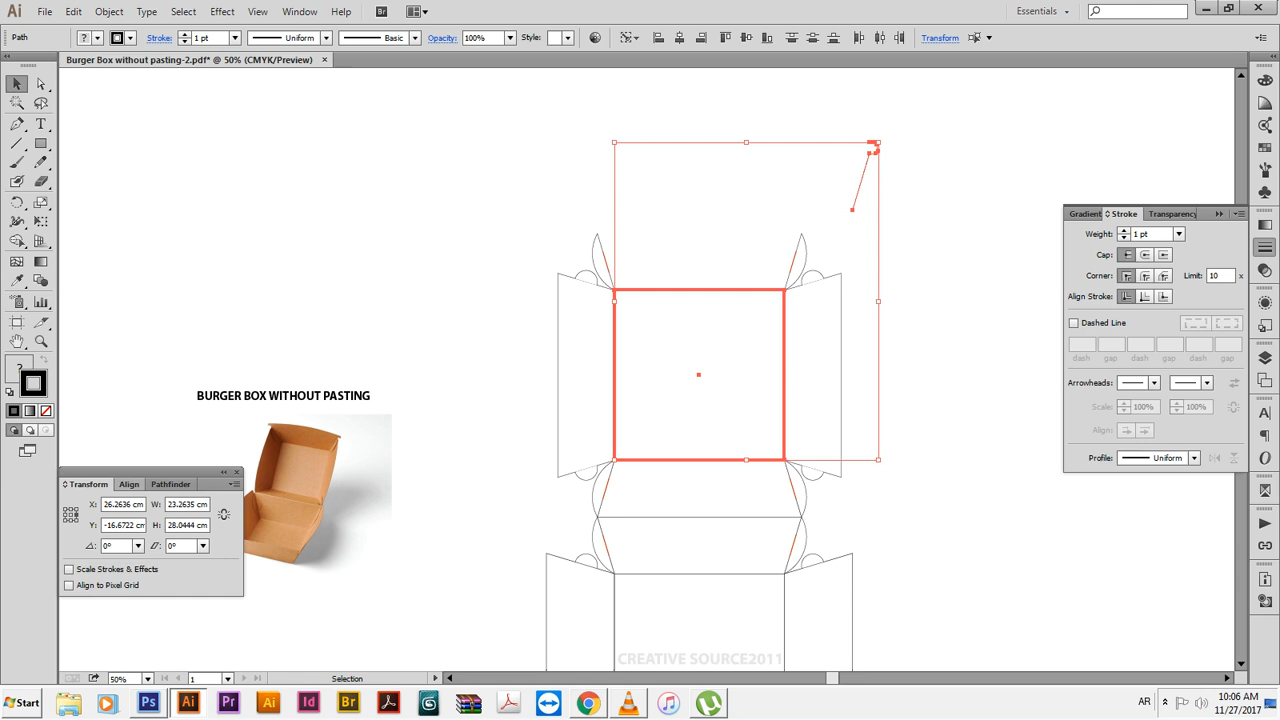 Ai File Edit Object Type Select Effect View Window Help Br Essentials
Path ? Stroke: 1 pt Uniform Basic Opacity: 100% Style: Transform
Burger Box without pasting-2.pdf* @ 50% (CMYK/Preview) ×
Gradient Stroke Transparency
Weight: 1 pt
Cap:
Corner: Limit: 10 x
Align Stroke:
Dashed Line
dash gap dash gap dash gap
Arrowheads:
Scale: 100% 100%
Align:
Profile: Uniform
?
BURGER BOX WITHOUT PASTING
Transform Align Pathfinder
X: 26.2636 cm W: 23.2635 cm
Y: -16.6722 cm H: 28.0444 cm
0° 0°
Scale Strokes & Effects
Align to Pixel Grid
CREATIVE SOURCE2011
50% 1 Selection
Start Ps Ai Pr Ai Id Br AR 10:06 AM
11/27/2017